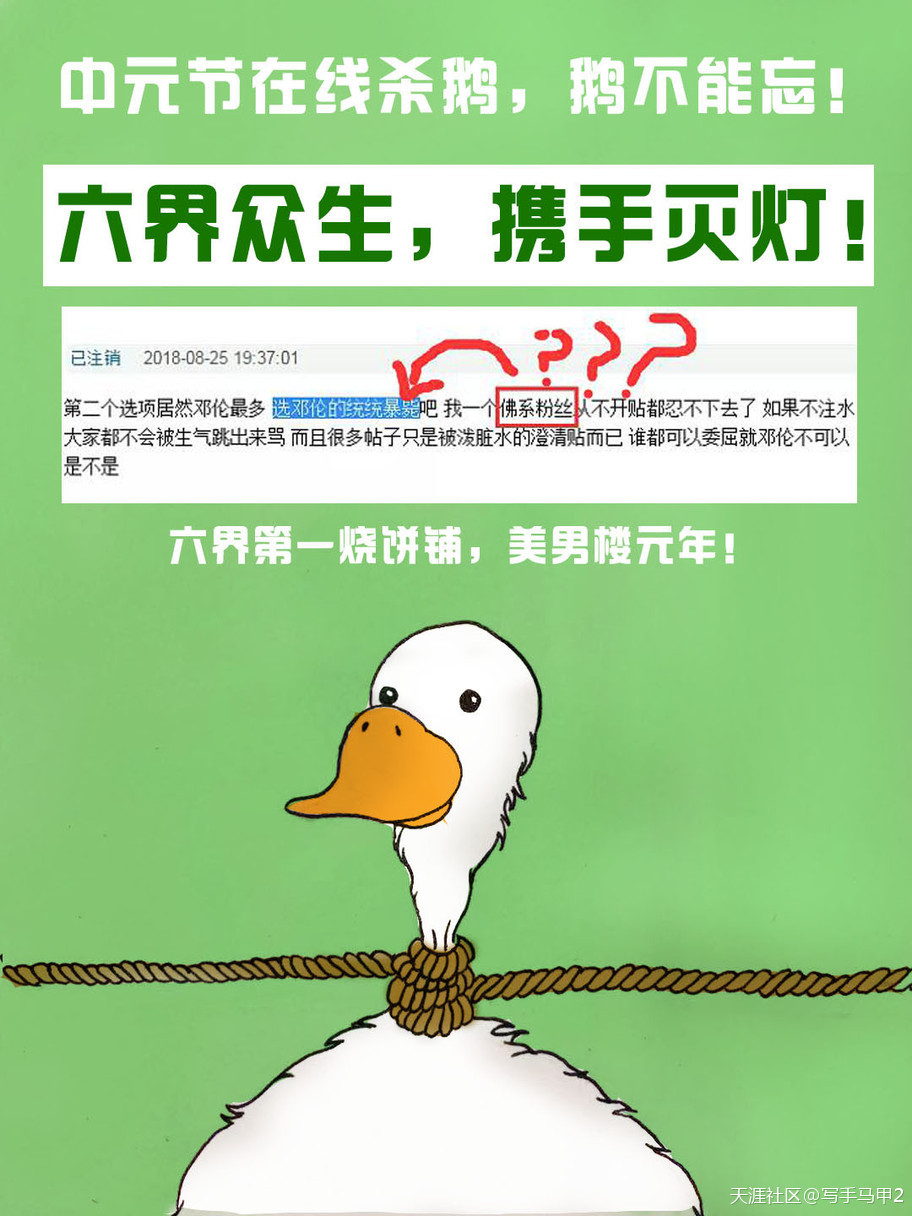 中元节在线杀鹅，鹅不能忘！
六界众生，携手灭灯！
???
已注销 2018-08-25 19:37:01
第二个选项居然邓伦最多 选邓伦的统统暴毙吧 我一个佛系粉丝从不开贴都忍不下去了 如果不注水
大家都不会被生气跳出来骂 而且很多帖子只是被泼脏水的澄清贴而已 谁都可以委屈就邓伦不可以
是不是
六界第一烧饼铺，美男楼元年！
天涯社区@写手马甲2